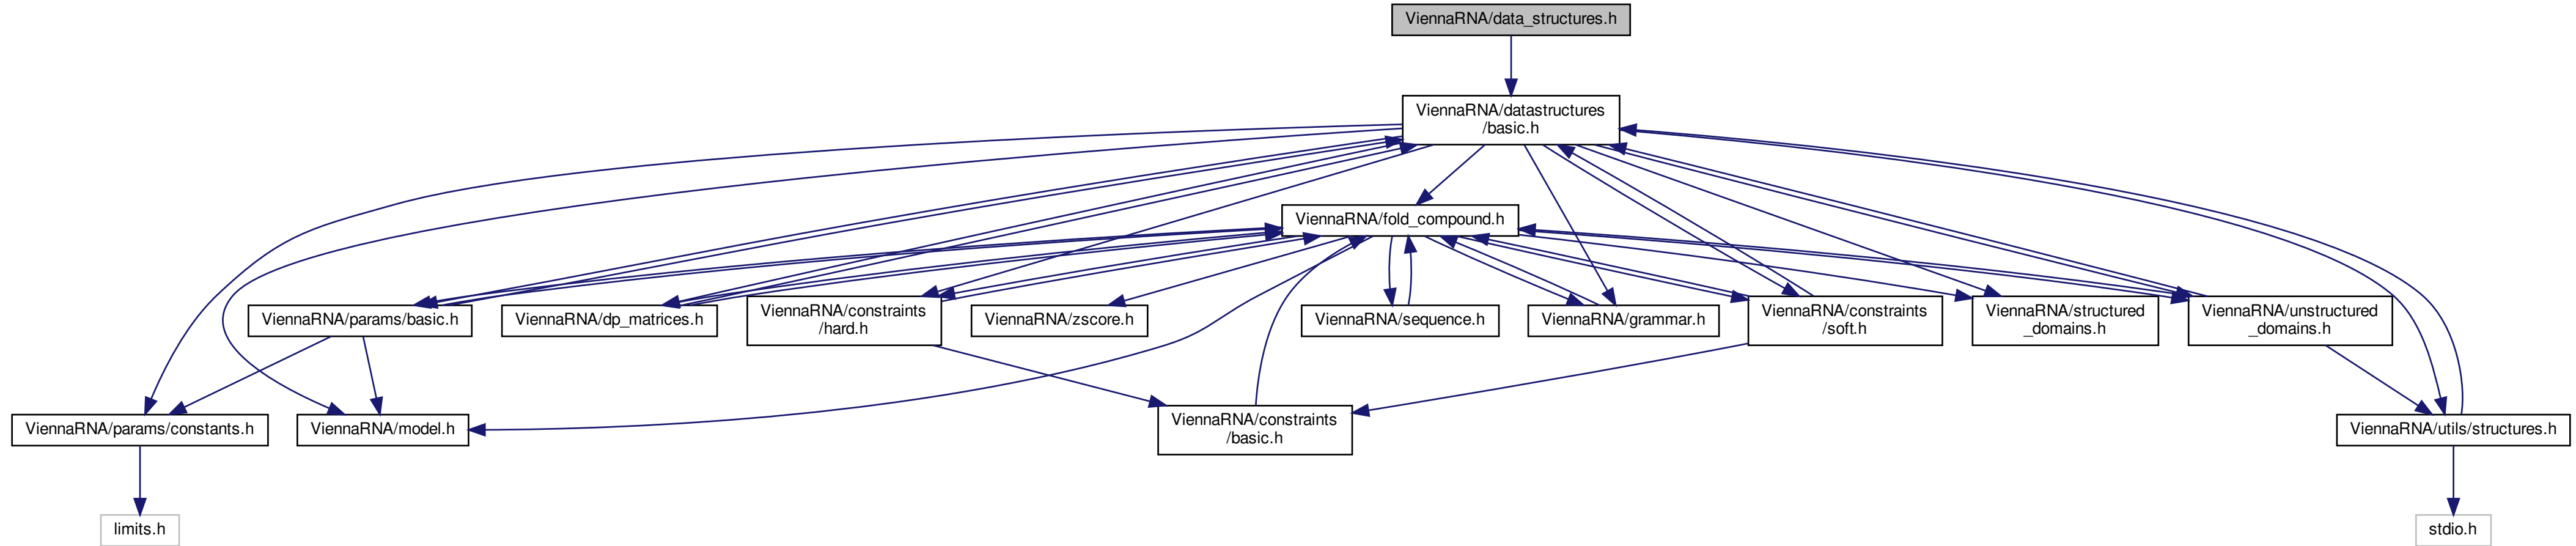 ViennaRNA/data_structures.h
ViennaRNA/datastructures
/basic.h
ViennaRNA/fold_compound.h
ViennaRNA/params/basic.h
ViennaRNA/dp_matrices.h
ViennaRNA/constraints
/hard.h
ViennaRNA/zscore.h
ViennaRNA/sequence.h
ViennaRNA/grammar.h
ViennaRNA/constraints
/soft.h
ViennaRNA/structured
_domains.h
ViennaRNA/unstructured
_domains.h
ViennaRNA/params/constants.h
ViennaRNA/model.h
ViennaRNA/constraints
/basic.h
ViennaRNA/utils/structures.h
limits.h
stdio.h